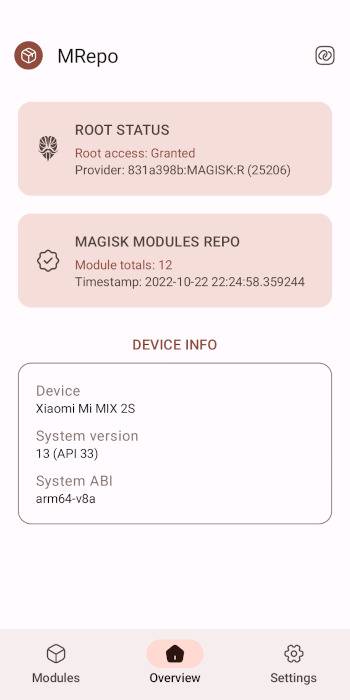 MRepo
ROOT STATUS
Root access: Granted
Provider: 831a398b:MAGISK:R (25206)
MAGISK MODULES REPO
Module totals: 12
Timestamp: 2022-10-22 22:24:58.359244
DEVICE INFO
Device
Xiaomi Mi MIX 2S
System version
13 (API 33)
System ABI
arm64-v8a
Modules
Overview
Settings